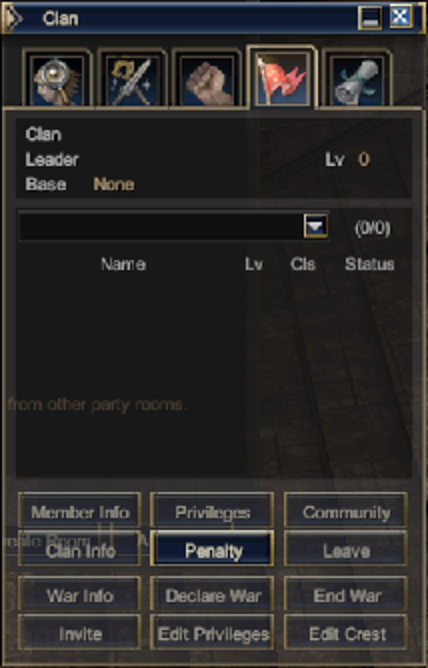 Clan
Clan
Leader Lv 0
Base None
(0/0)
Name Lv Cls Status
from other party rooms.
Member Info Privileges Community
Clan Info Penalty Leave
War Info Declare War End War
Invite Edit Privileges Edit Crest